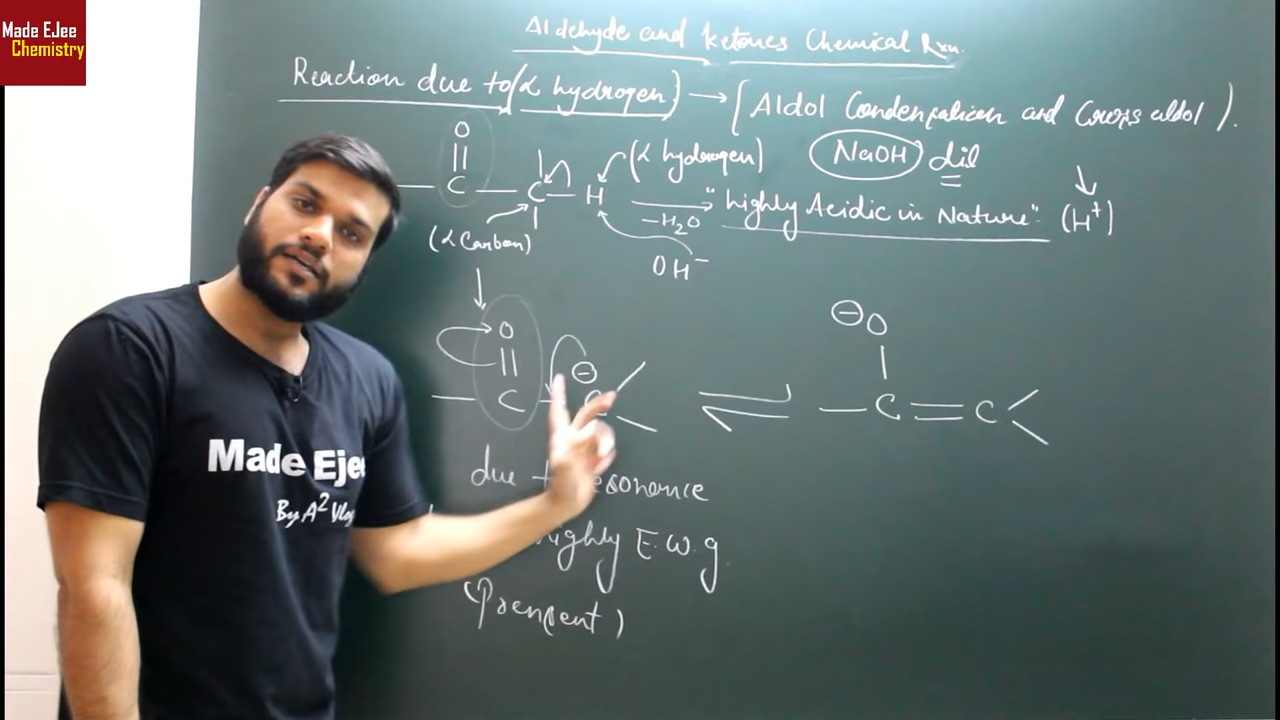 Made EJee
Chemistry
Aldehyde and ketones Chemical Rxn.
Reaction due to (α hydrogen) → [Aldol Condensation and Cross aldol ).
O
|| 
— C — C — H
(α hydrogen)
NaOH dil
−H₂O
"highly Acidic in Nature".
(H⁺)
(α Carbon)
OH⁻
O
||
— C — C ⊖
⇌
⊖ O
|
— C = C
due to resonance
highly E.w.g
(Present)
Made Ejee
By A² Vlog